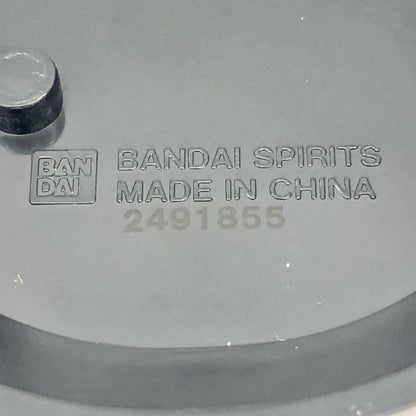 BAN
DAI
BANDAI SPIRITS
MADE IN CHINA
2491855